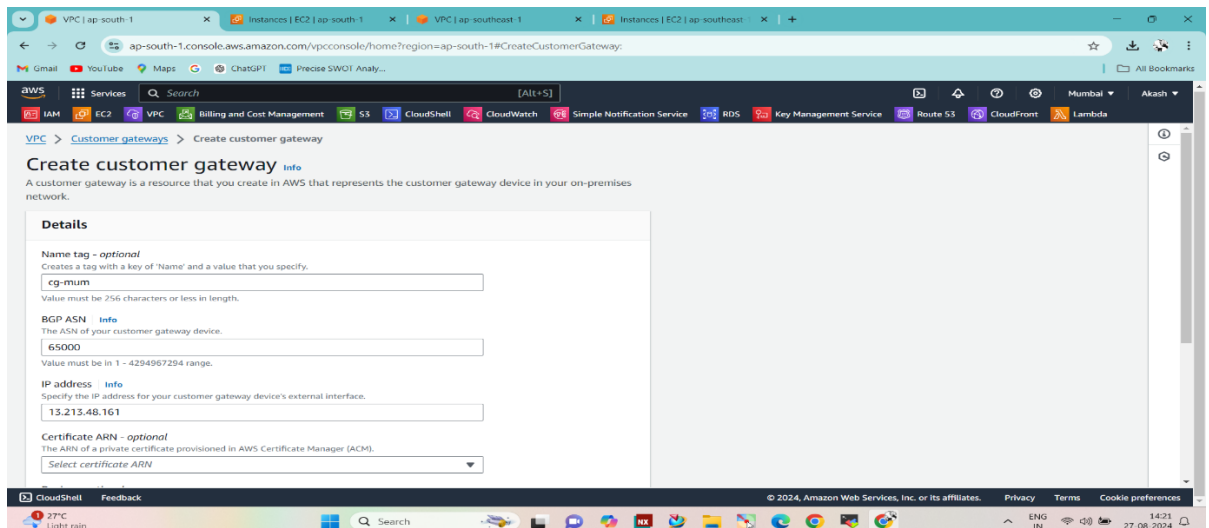 VPC | ap-south-1
Instances | EC2 | ap-south-1
VPC | ap-southeast-1
Instances | EC2 | ap-southeast-
ap-south-1.console.aws.amazon.com/vpcconsole/home?region=ap-south-1#CreateCustomerGateway:
Gmail YouTube Maps ChatGPT Precise SWOT Analy... All Bookmarks
aws Services Search [Alt+S] Mumbai Akash
IAM EC2 VPC Billing and Cost Management S3 CloudShell CloudWatch Simple Notification Service RDS Key Management Service Route 53 CloudFront Lambda
VPC > Customer gateways > Create customer gateway
Create customer gateway Info
A customer gateway is a resource that you create in AWS that represents the customer gateway device in your on-premises
network.
Details
Name tag - optional
Creates a tag with a key of 'Name' and a value that you specify.
cg-mum
Value must be 256 characters or less in length.
BGP ASN Info
The ASN of your customer gateway device.
65000
Value must be in 1 - 4294967294 range.
IP address Info
Specify the IP address for your customer gateway device's external interface.
13.213.48.161
Certificate ARN - optional
The ARN of a private certificate provisioned in AWS Certificate Manager (ACM).
Select certificate ARN
CloudShell Feedback © 2024, Amazon Web Services, Inc. or its affiliates. Privacy Terms Cookie preferences
1 27°C Search ENG 14:21
Light rain IN 27-08-2024